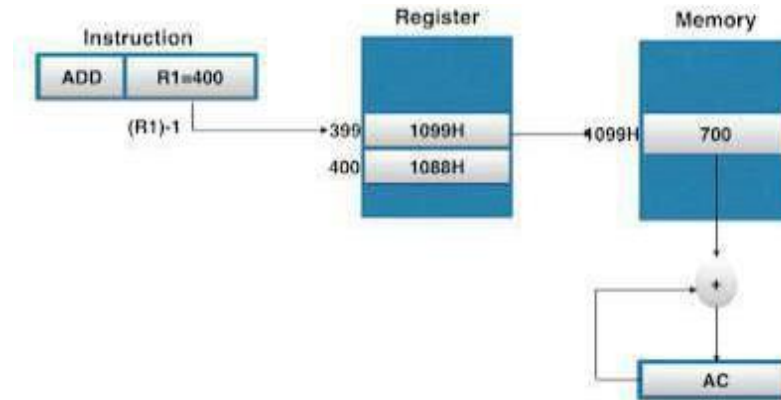 Instruction
Register
Memory
ADD
R1=400
(R1)-1
399
1099H
400
1088H
1099H
700
+
AC